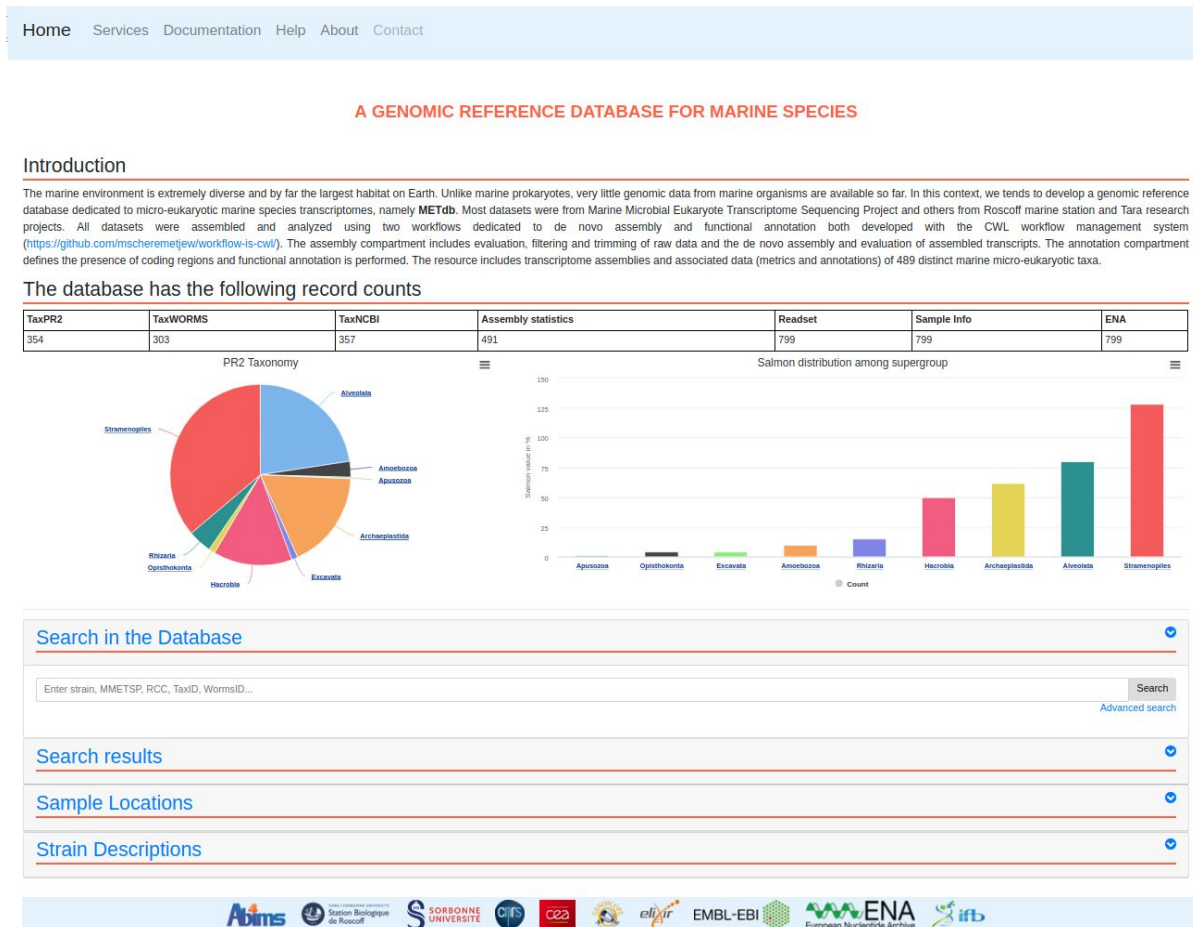 Home Services Documentation Help About Contact
A GENOMIC REFERENCE DATABASE FOR MARINE SPECIES
Introduction
The marine environment is extremely diverse and by far the largest habitat on Earth. Unlike marine prokaryotes, very little genomic data from marine organisms are available so far. In this context, we tends to develop a genomic reference
database dedicated to micro-eukaryotic marine species transcriptomes, namely METdb. Most datasets were from Marine Microbial Eukaryote Transcriptome Sequencing Project and others from Roscoff marine station and Tara research
projects. All datasets were assembled and analyzed using two workflows dedicated to de novo assembly and functional annotation both developed with the CWL workflow management system
(https://github.com/mscheremetjew/workflow-is-cwl/). The assembly compartment includes evaluation, filtering and trimming of raw data and the de novo assembly and evaluation of assembled transcripts. The annotation compartment
defines the presence of coding regions and functional annotation is performed. The resource includes transcriptome assemblies and associated data (metrics and annotations) of 489 distinct marine micro-eukaryotic taxa.
The database has the following record counts
TaxPR2 TaxWORMS TaxNCBI Assembly statistics Readset Sample Info ENA
354 303 357 491 799 799 799
PR2 Taxonomy
Alveolata
Stramenopiles
Amoebozoa
Apusozoa
Archaeplastida
Rhizaria
Opisthokonta
Excavata
Hacrobia
Salmon distribution among supergroup
Salmon value in %
150
125
100
75
50
25
0
Apusozoa Opisthokonta Excavata Amoebozoa Rhizaria Hacrobia Archaeplastida Alveolata Stramenopiles
Count
Search in the Database
Enter strain, MMETSP, RCC, TaxID, WormsID... Search
Advanced search
Search results
Sample Locations
Strain Descriptions
Abims Station Biologique de Roscoff SORBONNE UNIVERSITÉ cnrs cea elixir EMBL-EBI ENA European Nucleotide Archive ifb